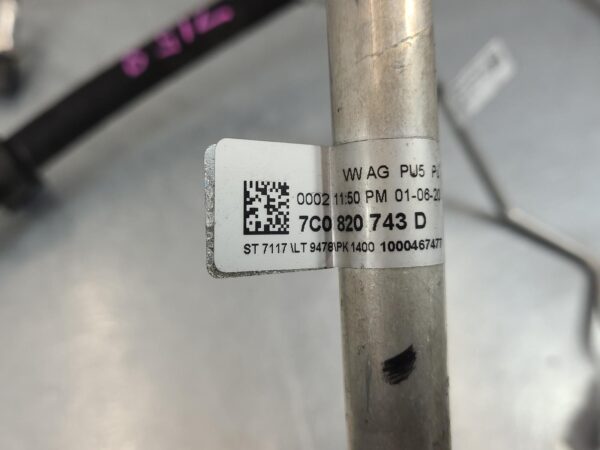 VW AG PU5
0002 11:50 PM 01-06-20
7C0 820 743 D
ST 7117 \LT 9478\PK 1400 1000467477